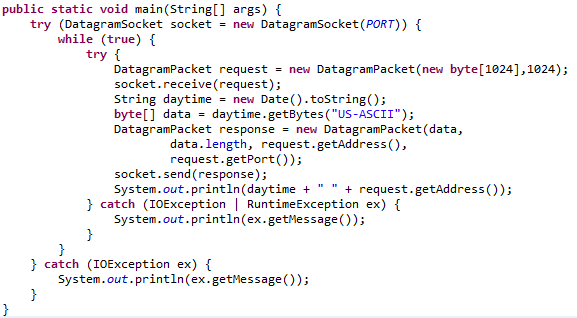 public static void main(String[] args) {
    try (DatagramSocket socket = new DatagramSocket(PORT)) {
        while (true) {
            try {
                DatagramPacket request = new DatagramPacket(new byte[1024],1024);
                socket.receive(request);
                String daytime = new Date().toString();
                byte[] data = daytime.getBytes("US-ASCII");
                DatagramPacket response = new DatagramPacket(data,
                        data.length, request.getAddress(),
                        request.getPort());
                socket.send(response);
                System.out.println(daytime + " " + request.getAddress());
            } catch (IOException | RuntimeException ex) {
                System.out.println(ex.getMessage());
            }
        }
    } catch (IOException ex) {
        System.out.println(ex.getMessage());
    }
}